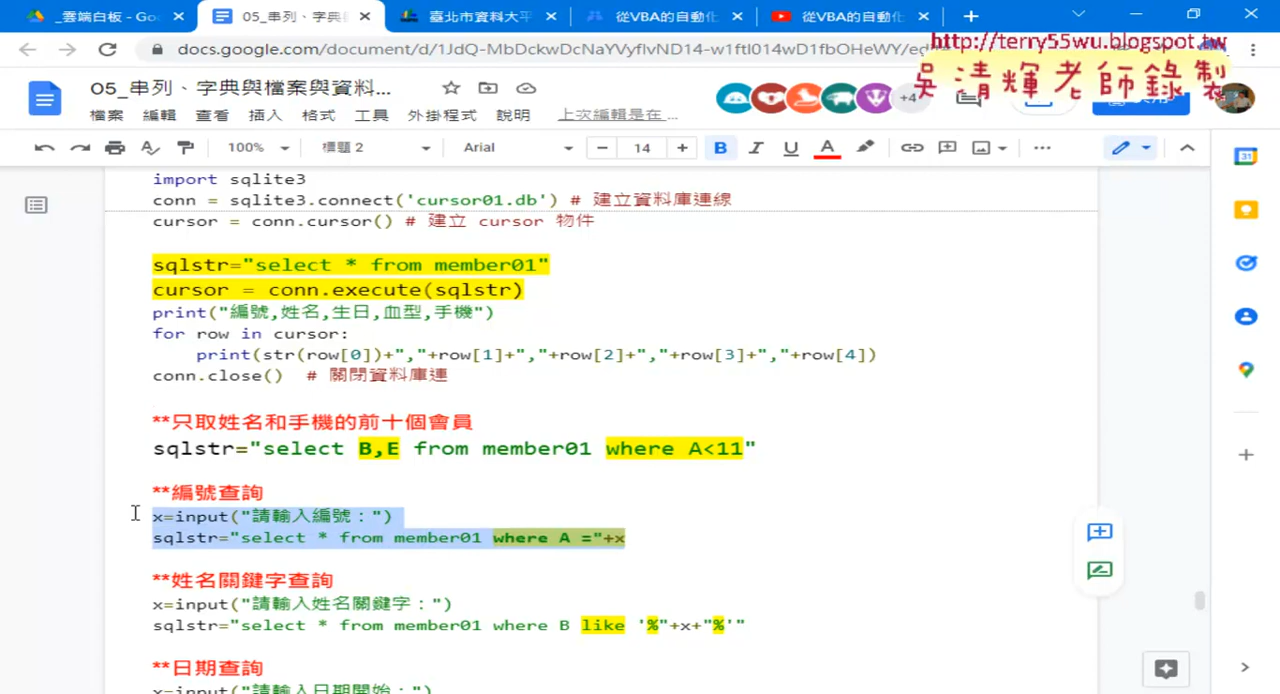 _雲端白板 - Goo
05_串列、字典
臺北市資料大平
從VBA的自動化
從VBA的自動化
docs.google.com/document/d/1JdQ-MbDckwDcNaYVyflvND14-w1ftI014wD1fbOHeWY/ed
http://terry55wu.blogspot.tw
吳清輝老師錄製
05_串列、字典與檔案與資料...
+4
檔案 編輯 查看 插入 格式 工具 外掛程式 說明 上次編輯是在 ...
100% 標題 2 Arial 14 B I U A
import sqlite3
conn = sqlite3.connect('cursor01.db') # 建立資料庫連線
cursor = conn.cursor() # 建立 cursor 物件
sqlstr="select * from member01"
cursor = conn.execute(sqlstr)
print("編號,姓名,生日,血型,手機")
for row in cursor:
print(str(row[0])+","+row[1]+","+row[2]+","+row[3]+","+row[4])
conn.close() # 關閉資料庫連
**只取姓名和手機的前十個會員
sqlstr="select B,E from member01 where A<11"
**編號查詢
x=input("請輸入編號：")
sqlstr="select * from member01 where A ="+x
**姓名關鍵字查詢
x=input("請輸入姓名關鍵字：")
sqlstr="select * from member01 where B like '%"+x+"%'"
**日期查詢
x=input("請輸入日期開始：")
31